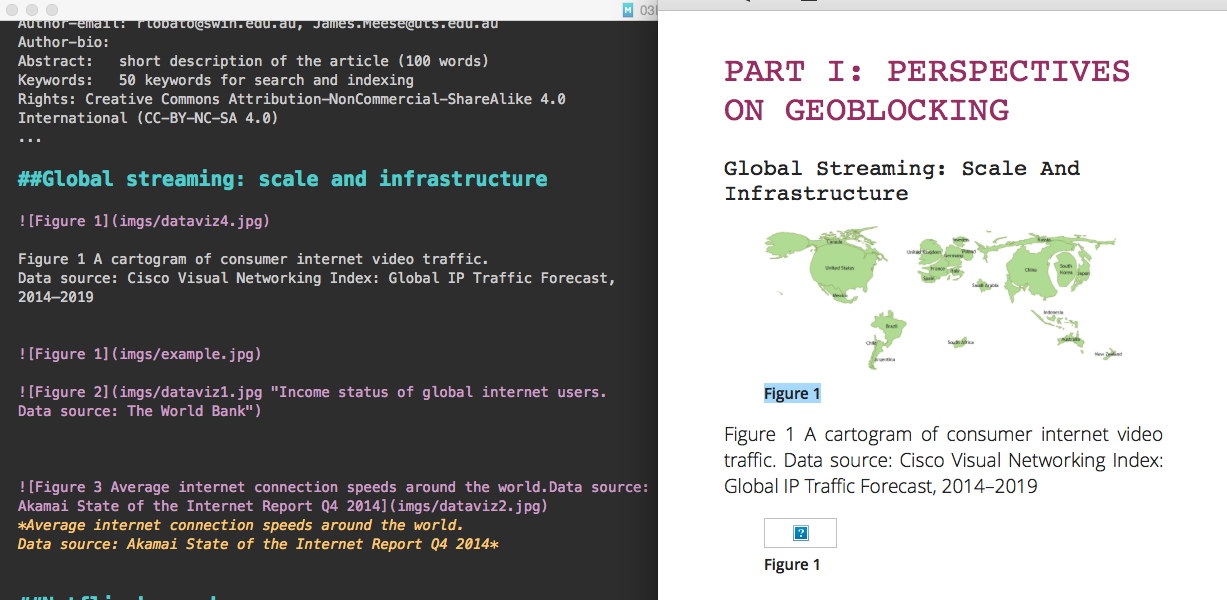 Author-email: rlobato@swin.edu.au, James.Meese@uts.edu.au
Author-bio:
Abstract:   short description of the article (100 words)
Keywords:   50 keywords for search and indexing
Rights: Creative Commons Attribution-NonCommercial-ShareAlike 4.0
International (CC-BY-NC-SA 4.0)
...
##Global streaming: scale and infrastructure
![Figure 1](imgs/dataviz4.jpg)
Figure 1 A cartogram of consumer internet video traffic.
Data source: Cisco Visual Networking Index: Global IP Traffic Forecast,
2014–2019
![Figure 1](imgs/example.jpg)
![Figure 2](imgs/dataviz1.jpg "Income status of global internet users.
Data source: The World Bank")
![Figure 3 Average internet connection speeds around the world.Data source:
Akamai State of the Internet Report Q4 2014](imgs/dataviz2.jpg)
*Average internet connection speeds around the world.
Data source: Akamai State of the Internet Report Q4 2014*
PART I: PERSPECTIVES
ON GEOBLOCKING
Global Streaming: Scale And
Infrastructure
Canada
United States
Mexico
Brazil
Chile
Argentina
United Kingdom
Sweden
Poland
Germany
France
Italy
Spain
Russia
China
South
Korea
Japan
Saudi Arabia
South Africa
Indonesia
Australia
New Zealand
Figure 1
Figure 1 A cartogram of consumer internet video
traffic. Data source: Cisco Visual Networking Index:
Global IP Traffic Forecast, 2014–2019
?
Figure 1